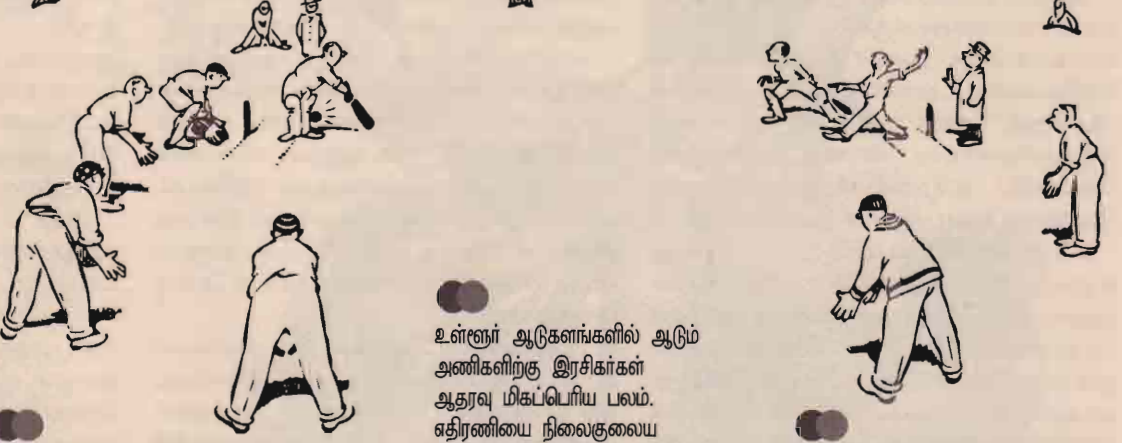 உள்ளூர் ஆடுகளங்களில் ஆடும்
அணிகளிற்கு இரசிகர்கள்
ஆதரவு மிகப்பெரிய பலம்.
எதிரணியை நிலைகுலைய